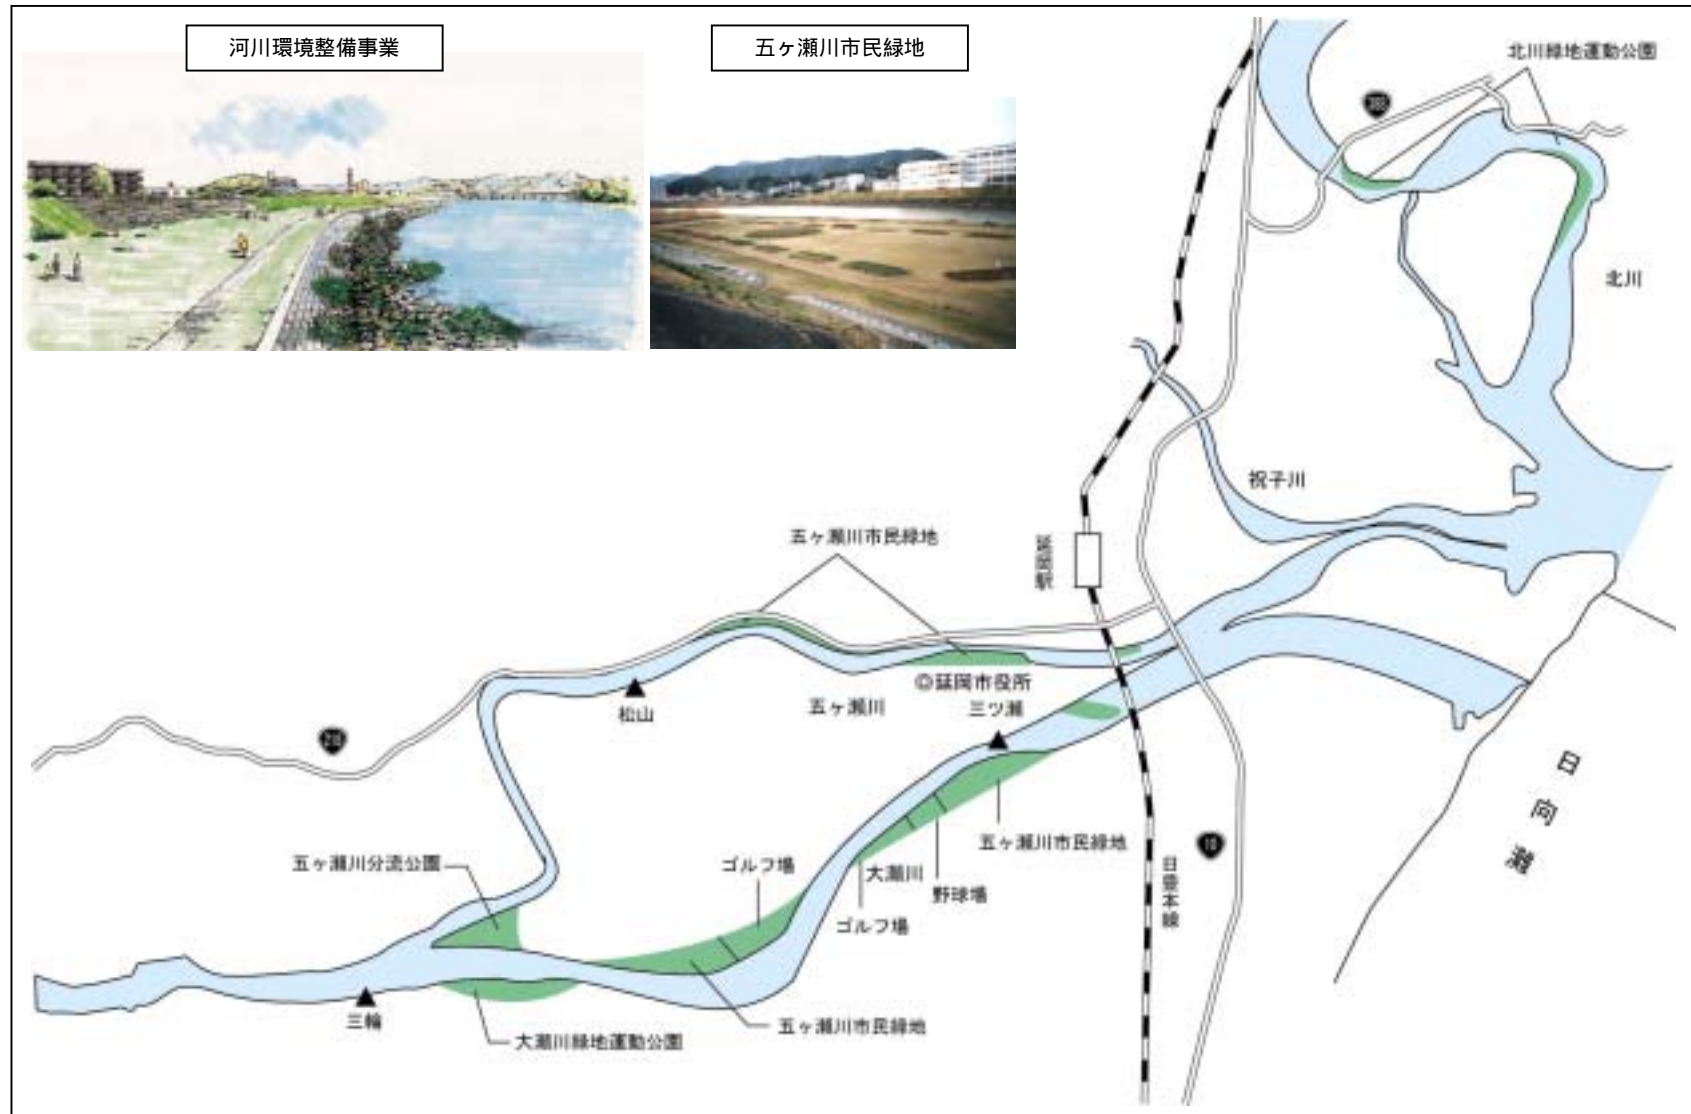 河川環境整備事業
五ヶ瀬川市民緑地
北川緑地運動公園
388
北川
祝子川
五ヶ瀬川市民緑地
延岡駅
◎延岡市役所
松山
五ヶ瀬川
三ツ瀬
218
日向灘
五ヶ瀬川市民緑地
10
五ヶ瀬川分流公園
ゴルフ場
大瀬川
日豊本線
野球場
ゴルフ場
三輪
五ヶ瀬川市民緑地
大瀬川緑地運動公園